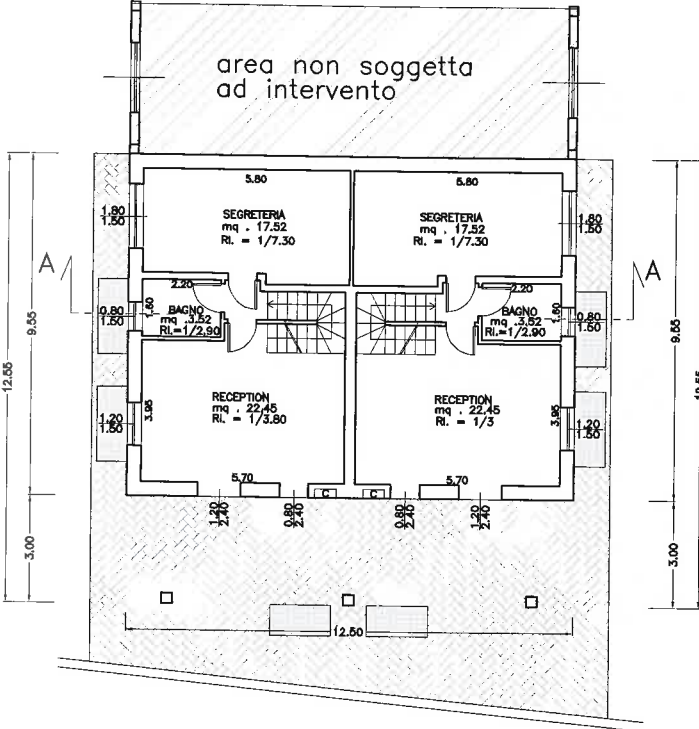 area non soggetta
ad intervento
5.80
5.80
SEGRETERIA
mq . 17.52
RI. = 1/7.30
SEGRETERIA
mq . 17.52
RI. = 1/7.30
1.80
1.50
1.80
1.50
A
A
2.20
2.20
1.60
1.60
BAGNO
mq .3.52
RI.=1/2.90
BAGNO
mq .3.52
RI.=1/2.90
0.80
1.50
0.80
1.50
9.55
9.55
12.55
RECEPTION
mq . 22.45
RI. = 1/3.80
RECEPTION
mq . 22.45
RI. = 1/3
3.95
3.95
1.20
1.50
1.20
1.50
5.70
5.70
C
C
1.20
2.40
0.80
2.40
0.80
2.40
1.20
2.40
3.00
3.00
12.50